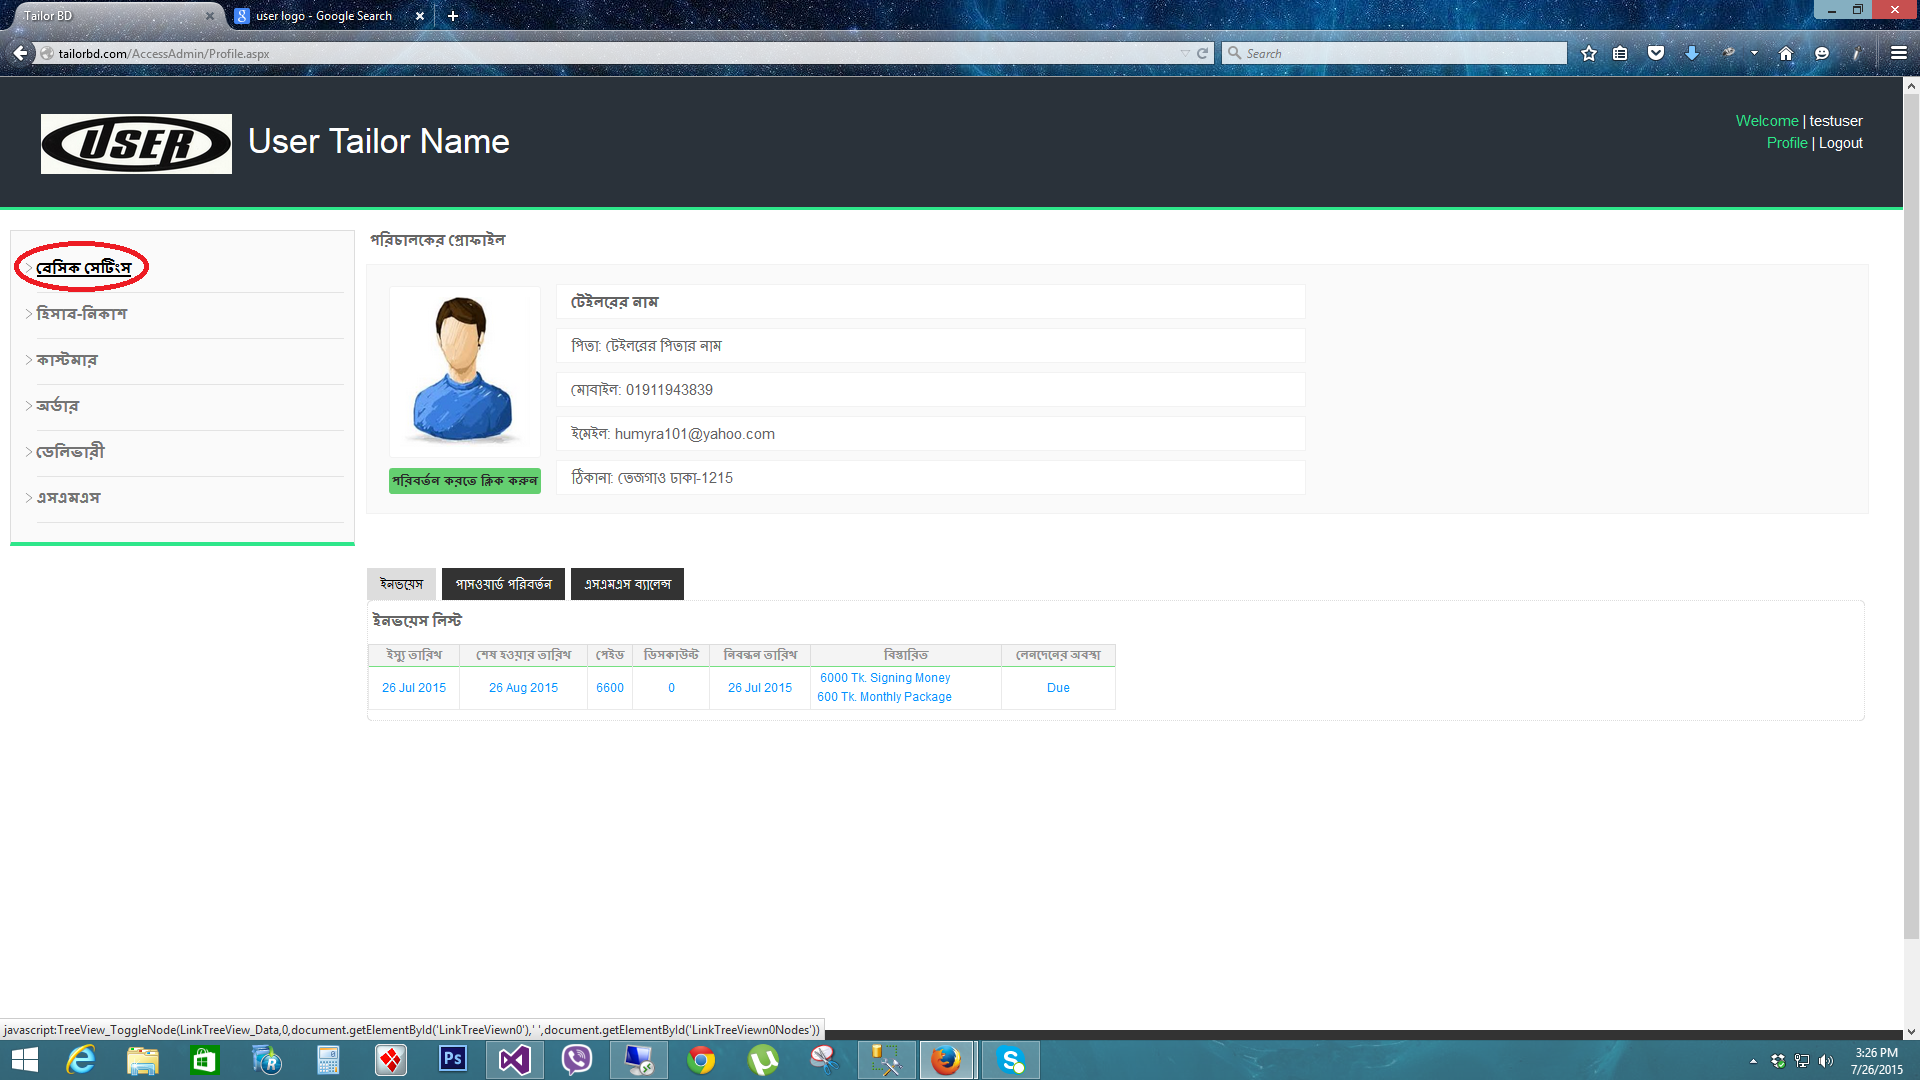 Tailor BD
user logo - Google Search
tailorbd.com/AccessAdmin/Profile.aspx
Search
USER
User Tailor Name
Welcome | testuser
Profile | Logout
বেসিক সেটিংস
হিসাব-নিকাশ
কাস্টমার
অর্ডার
ডেলিভারী
এসএমএস
পরিচালকের প্রোফাইল
টেইলরের নাম
পিতা: টেইলরের পিতার নাম
মোবাইল: 01911943839
ইমেইল: humyra101@yahoo.com
ঠিকানা: তেজগাও ঢাকা-1215
পরিবর্তন করতে ক্লিক করুন
ইনভয়েস পাসওয়ার্ড পরিবর্তন এসএমএস ব্যালেন্স
ইনভয়েস লিস্ট
ইস্যু তারিখ শেষ হওয়ার তারিখ পেইড ডিসকাউন্ট নিবন্ধন তারিখ বিস্তারিত লেনদেনের অবস্থা
26 Jul 2015 26 Aug 2015 6600 0 26 Jul 2015 6000 Tk. Signing Money Due
600 Tk. Monthly Package
javascript:TreeView_ToggleNode(LinkTreeView_Data,0,document.getElementById('LinkTreeViewn0'),' ',document.getElementById('LinkTreeViewn0Nodes'))
Ps
3:26 PM
7/26/2015